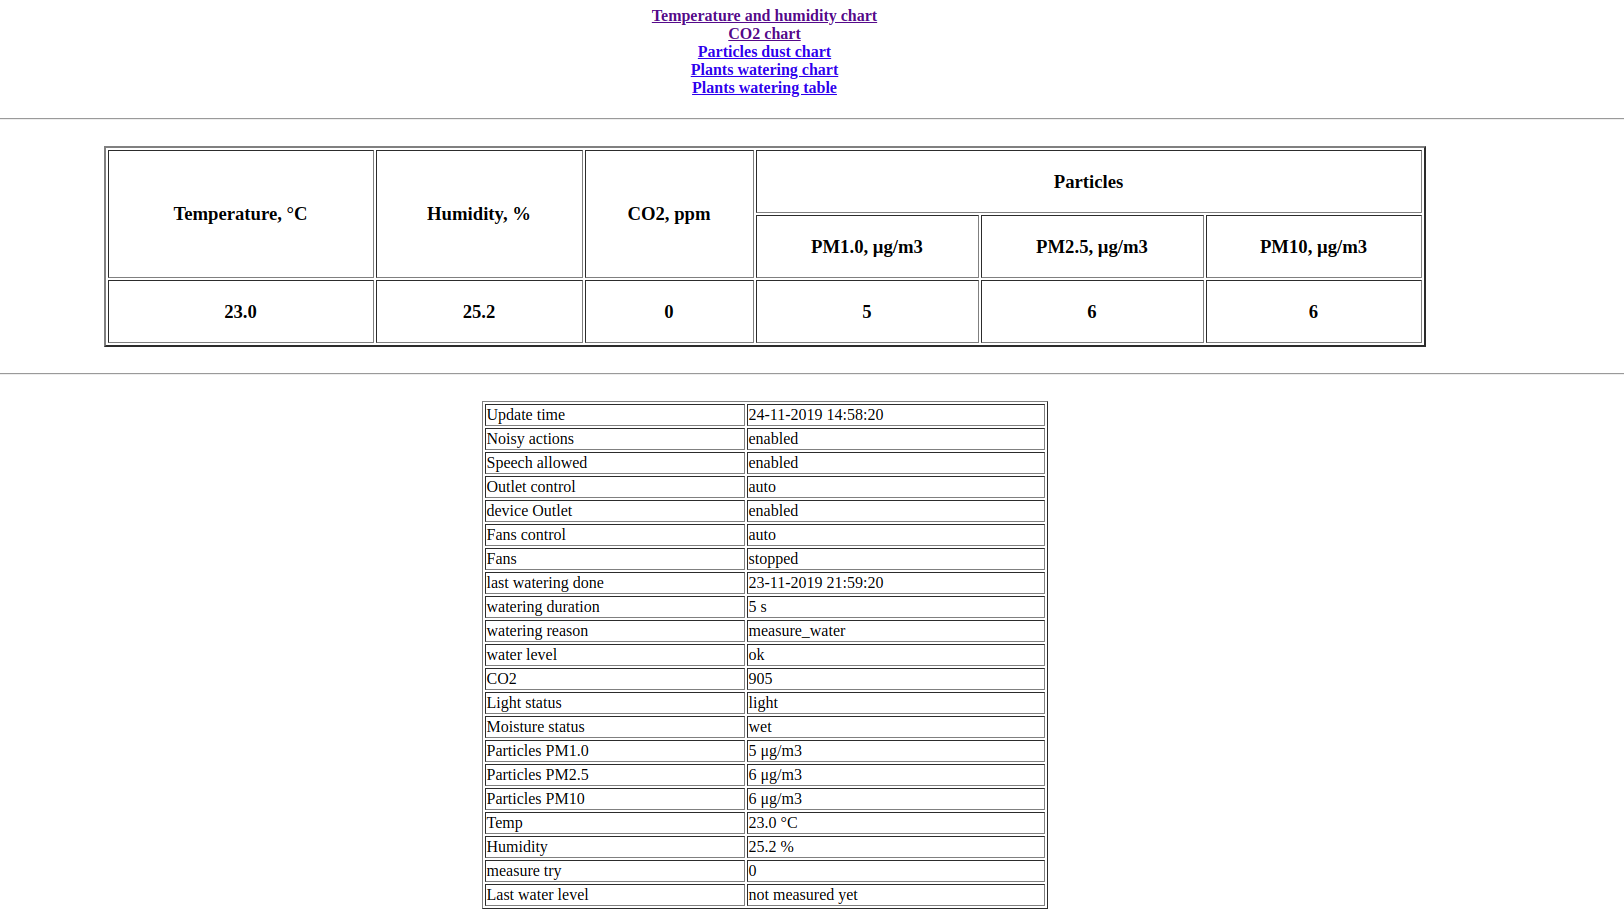 Temperature and humidity chart
CO2 chart
Particles dust chart
Plants watering chart
Plants watering table
Temperature, °C Humidity, % CO2, ppm Particles
PM1.0, μg/m3 PM2.5, μg/m3 PM10, μg/m3
23.0 25.2 0 5 6 6
Update time 24-11-2019 14:58:20
Noisy actions enabled
Speech allowed enabled
Outlet control auto
device Outlet enabled
Fans control auto
Fans stopped
last watering done 23-11-2019 21:59:20
watering duration 5 s
watering reason measure_water
water level ok
CO2 905
Light status light
Moisture status wet
Particles PM1.0 5 μg/m3
Particles PM2.5 6 μg/m3
Particles PM10 6 μg/m3
Temp 23.0 °C
Humidity 25.2 %
measure try 0
Last water level not measured yet